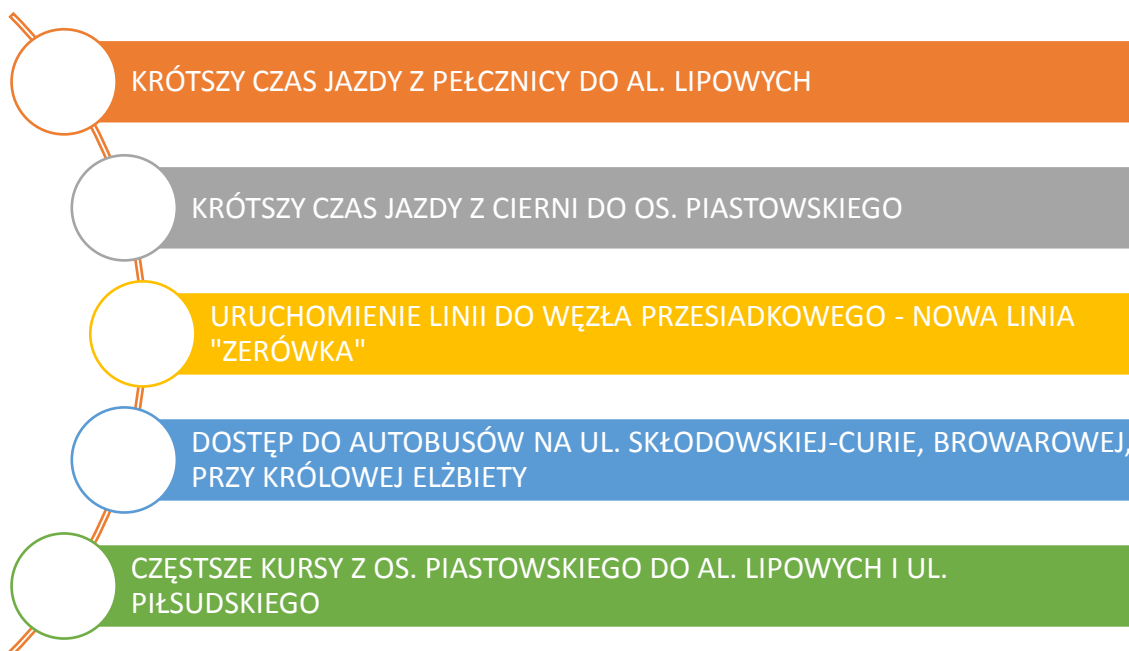 KRÓTSZY CZAS JAZDY Z PEŁCZNICY DO AL. LIPOWYCH
KRÓTSZY CZAS JAZDY Z CIERNI DO OS. PIASTOWSKIEGO
URUCHOMIENIE LINII DO WĘZŁA PRZESIADKOWEGO - NOWA LINIA
"ZERÓWKA"
DOSTĘP DO AUTOBUSÓW NA UL. SKŁODOWSKIEJ-CURIE, BROWAROWEJ,
PRZY KRÓLOWEJ ELŻBIETY
CZĘSTSZE KURSY Z OS. PIASTOWSKIEGO DO AL. LIPOWYCH I UL.
PIŁSUDSKIEGO